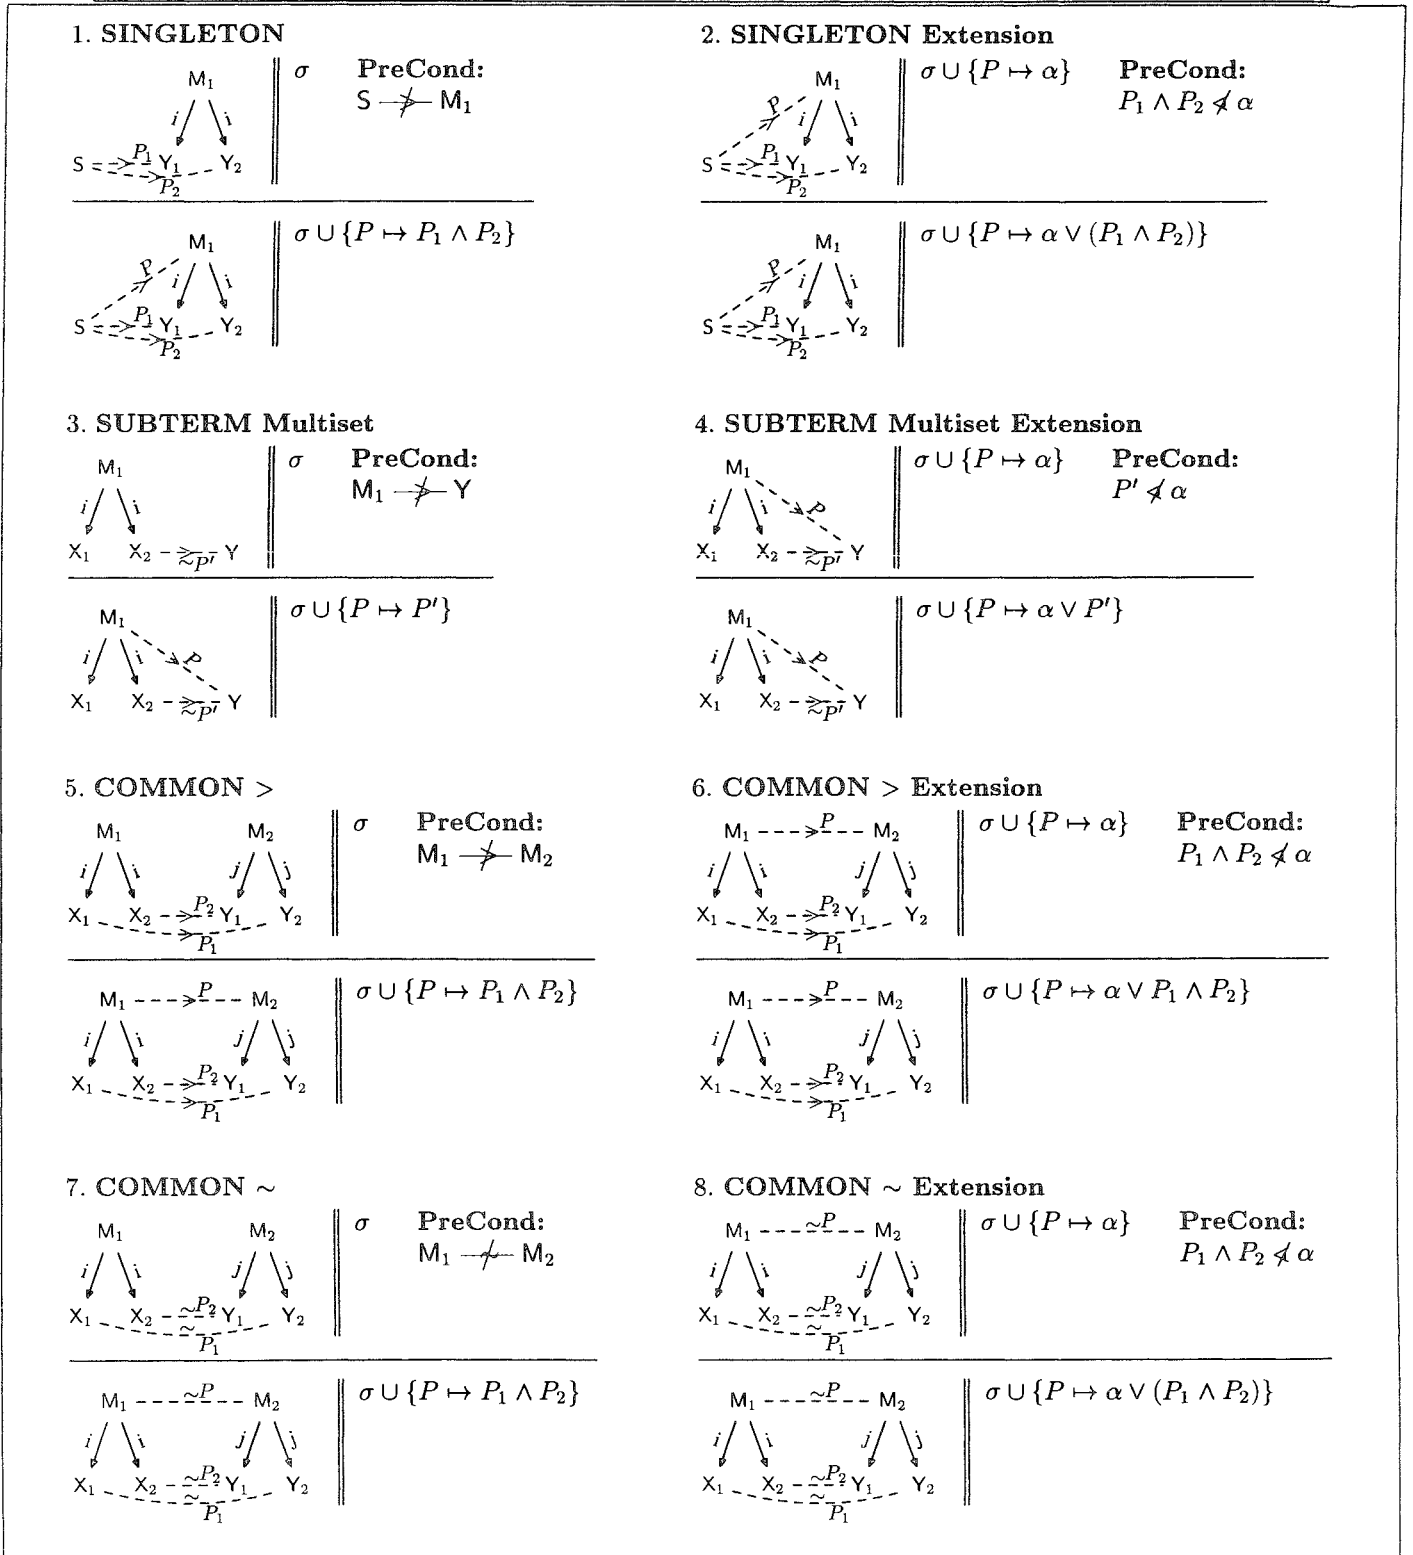 1. SINGLETON
M₁
i i
S P₁ Y₁ Y₂
P₂
σ PreCond:
S ≯ M₁
M₁
P i i
S P₁ Y₁ Y₂
P₂
σ ∪ {P ↦ P₁ ∧ P₂}
2. SINGLETON Extension
M₁
P i i
S P₁ Y₁ Y₂
P₂
σ ∪ {P ↦ α} PreCond:
P₁ ∧ P₂ ⋪ α
M₁
P i i
S P₁ Y₁ Y₂
P₂
σ ∪ {P ↦ α ∨ (P₁ ∧ P₂)}
3. SUBTERM Multiset
M₁
i i
X₁ X₂ ≳ P′ Y
σ PreCond:
M₁ ≯ Y
M₁
i i P
X₁ X₂ ≳ P′ Y
σ ∪ {P ↦ P′}
4. SUBTERM Multiset Extension
M₁
i i P
X₁ X₂ ≳ P′ Y
σ ∪ {P ↦ α} PreCond:
P′ ⋪ α
M₁
i i P
X₁ X₂ ≳ P′ Y
σ ∪ {P ↦ α ∨ P′}
5. COMMON >
M₁ M₂
i i j j
X₁ X₂ P₂ Y₁ Y₂
P₁
σ PreCond:
M₁ ≯ M₂
M₁ P M₂
i i j j
X₁ X₂ P₂ Y₁ Y₂
P₁
σ ∪ {P ↦ P₁ ∧ P₂}
6. COMMON > Extension
M₁ P M₂
i i j j
X₁ X₂ P₂ Y₁ Y₂
P₁
σ ∪ {P ↦ α} PreCond:
P₁ ∧ P₂ ⋪ α
M₁ P M₂
i i j j
X₁ X₂ P₂ Y₁ Y₂
P₁
σ ∪ {P ↦ α ∨ P₁ ∧ P₂}
7. COMMON ∼
M₁ M₂
i i j j
X₁ X₂ ∼P₂ Y₁ Y₂
∼ P₁
σ PreCond:
M₁ ≁ M₂
M₁ ∼P M₂
i i j j
X₁ X₂ ∼P₂ Y₁ Y₂
∼ P₁
σ ∪ {P ↦ P₁ ∧ P₂}
8. COMMON ∼ Extension
M₁ ∼P M₂
i i j j
X₁ X₂ ∼P₂ Y₁ Y₂
∼ P₁
σ ∪ {P ↦ α} PreCond:
P₁ ∧ P₂ ⋪ α
M₁ ∼P M₂
i i j j
X₁ X₂ ∼P₂ Y₁ Y₂
∼ P₁
σ ∪ {P ↦ α ∨ (P₁ ∧ P₂)}